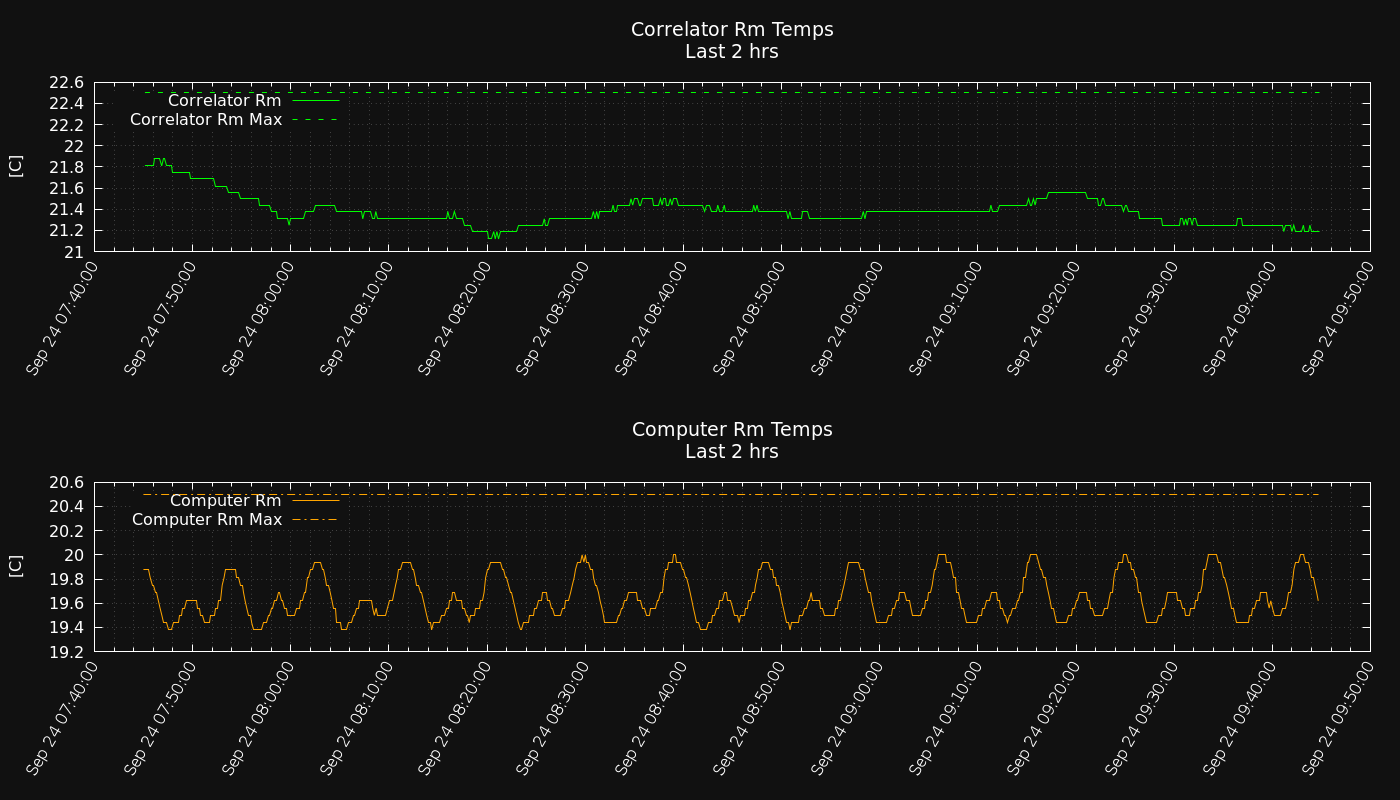 Correlator Rm Temps
Last 2 hrs
22.6
22.4
22.2
22
21.8
21.6
21.4
21.2
21
[C]
Correlator Rm
Correlator Rm Max
Sep 24 07:40:00
Sep 24 07:50:00
Sep 24 08:00:00
Sep 24 08:10:00
Sep 24 08:20:00
Sep 24 08:30:00
Sep 24 08:40:00
Sep 24 08:50:00
Sep 24 09:00:00
Sep 24 09:10:00
Sep 24 09:20:00
Sep 24 09:30:00
Sep 24 09:40:00
Sep 24 09:50:00
Computer Rm Temps
Last 2 hrs
20.6
20.4
20.2
20
19.8
19.6
19.4
19.2
[C]
Computer Rm
Computer Rm Max
Sep 24 07:40:00
Sep 24 07:50:00
Sep 24 08:00:00
Sep 24 08:10:00
Sep 24 08:20:00
Sep 24 08:30:00
Sep 24 08:40:00
Sep 24 08:50:00
Sep 24 09:00:00
Sep 24 09:10:00
Sep 24 09:20:00
Sep 24 09:30:00
Sep 24 09:40:00
Sep 24 09:50:00